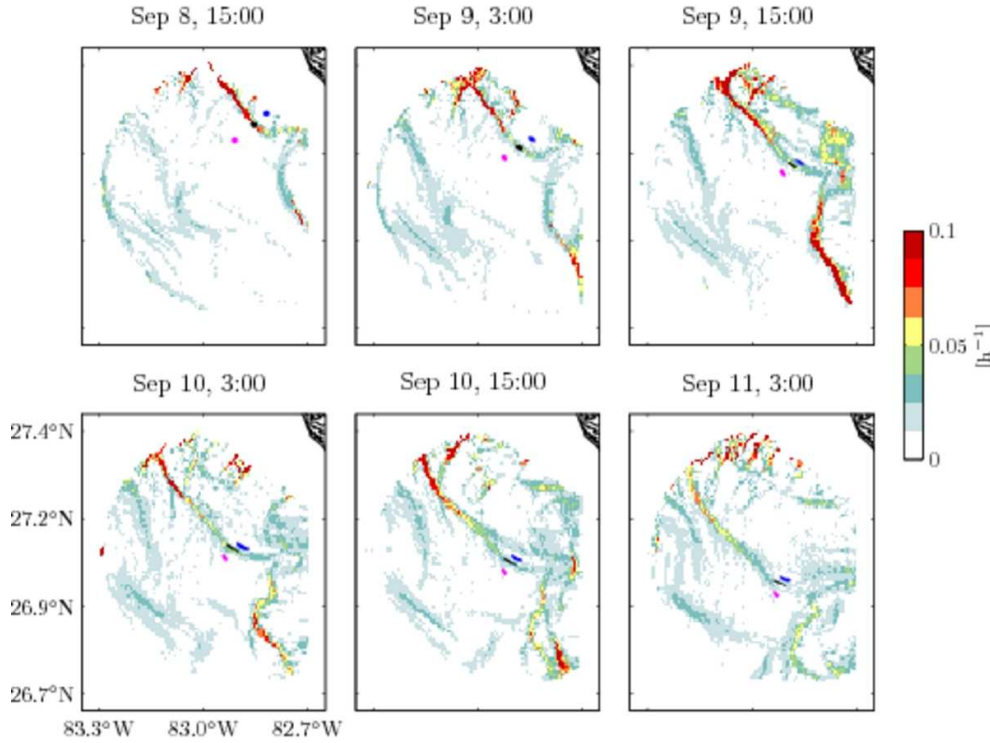 Sep 8, 15:00
Sep 9, 3:00
Sep 9, 15:00
0.1
0.05
0
[h⁻¹]
Sep 10, 3:00
Sep 10, 15:00
Sep 11, 3:00
27.4°N
27.2°N
26.9°N
26.7°N
83.3°W 83.0°W 82.7°W